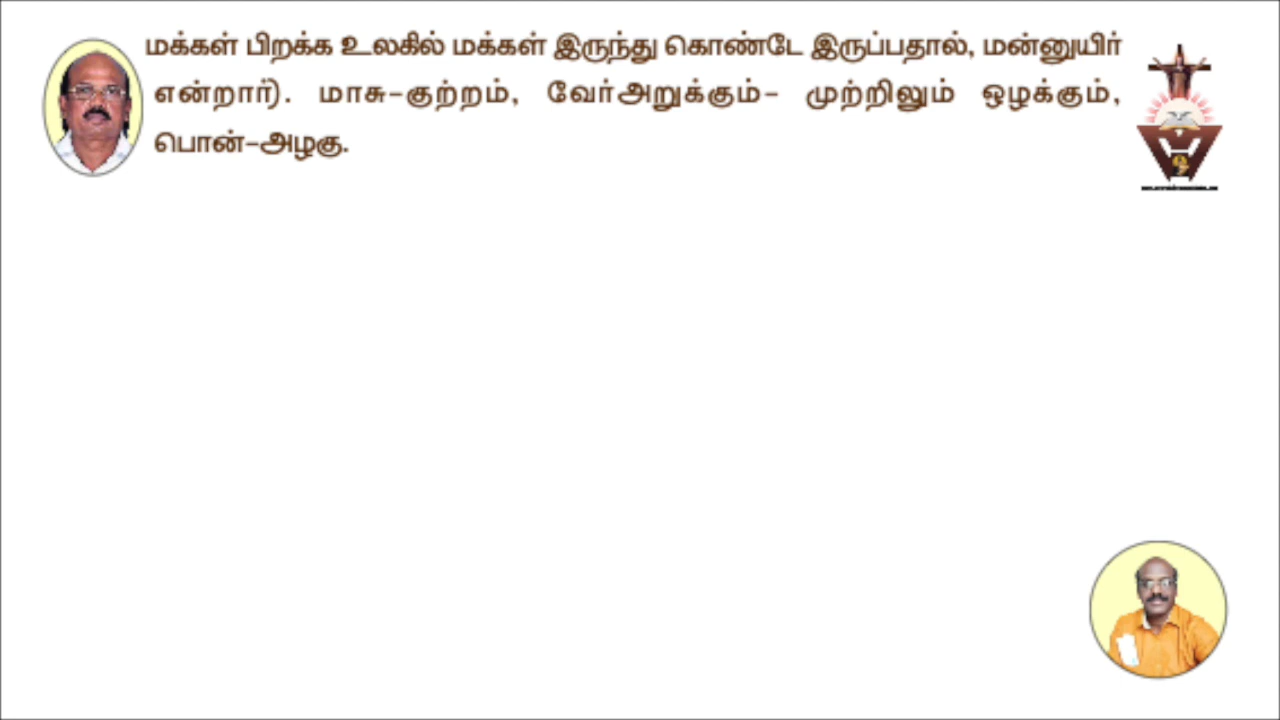 மக்கள் பிறக்க உலகில் மக்கள் இருந்து கொண்டே இருப்பதால், மன்னுயிர்
என்றார்). மாசு-குற்றம், வேர்அறுக்கும்- முற்றிலும் ஒழக்கும்,
பொன்-அழகு.